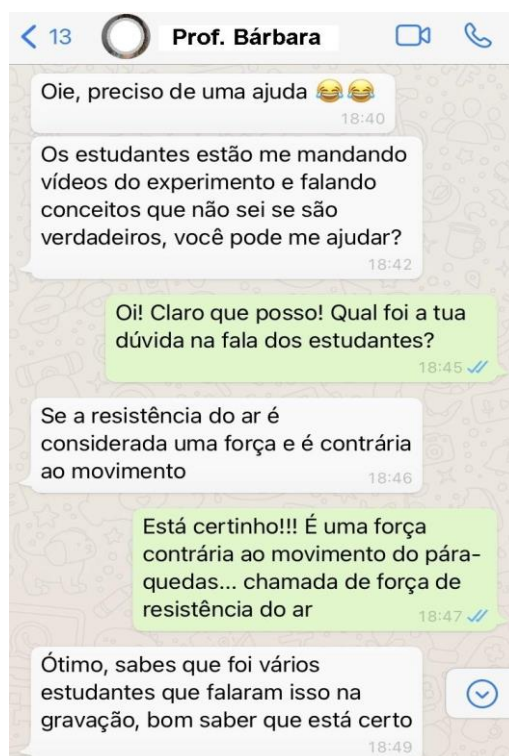 13 Prof. Bárbara
Oie, preciso de uma ajuda 😂😂
18:40
Os estudantes estão me mandando
vídeos do experimento e falando
conceitos que não sei se são
verdadeiros, você pode me ajudar?
18:42
Oi! Claro que posso! Qual foi a tua
dúvida na fala dos estudantes?
18:45
Se a resistência do ar é
considerada uma força e é contrária
ao movimento
18:46
Está certinho!!! É uma força
contrária ao movimento do pára-
quedas... chamada de força de
resistência do ar
18:47
Ótimo, sabes que foi vários
estudantes que falaram isso na
gravação, bom saber que está certo
18:49